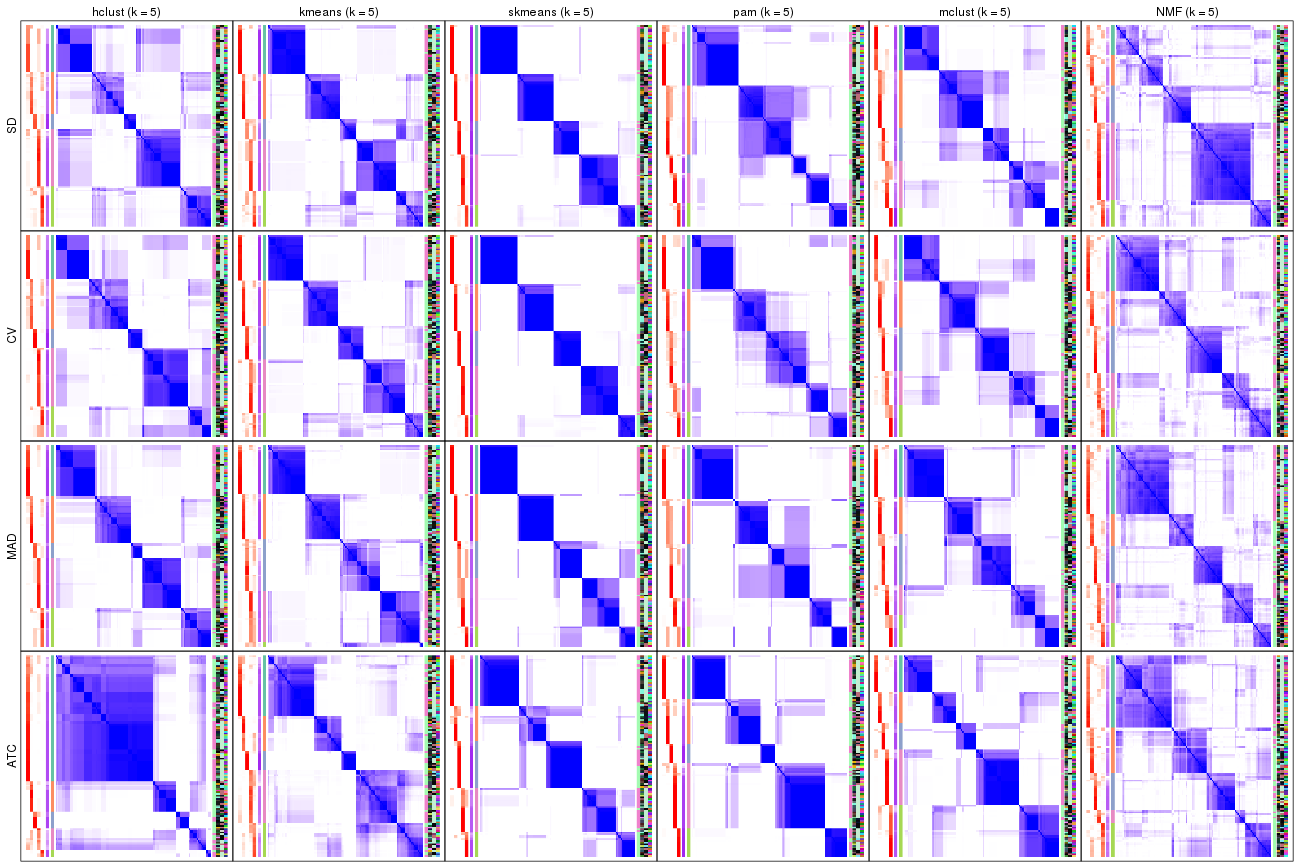 hclust (k = 5) kmeans (k = 5) skmeans (k = 5) pam (k = 5) mclust (k = 5) NMF (k = 5)
SD
CV
MAD
ATC